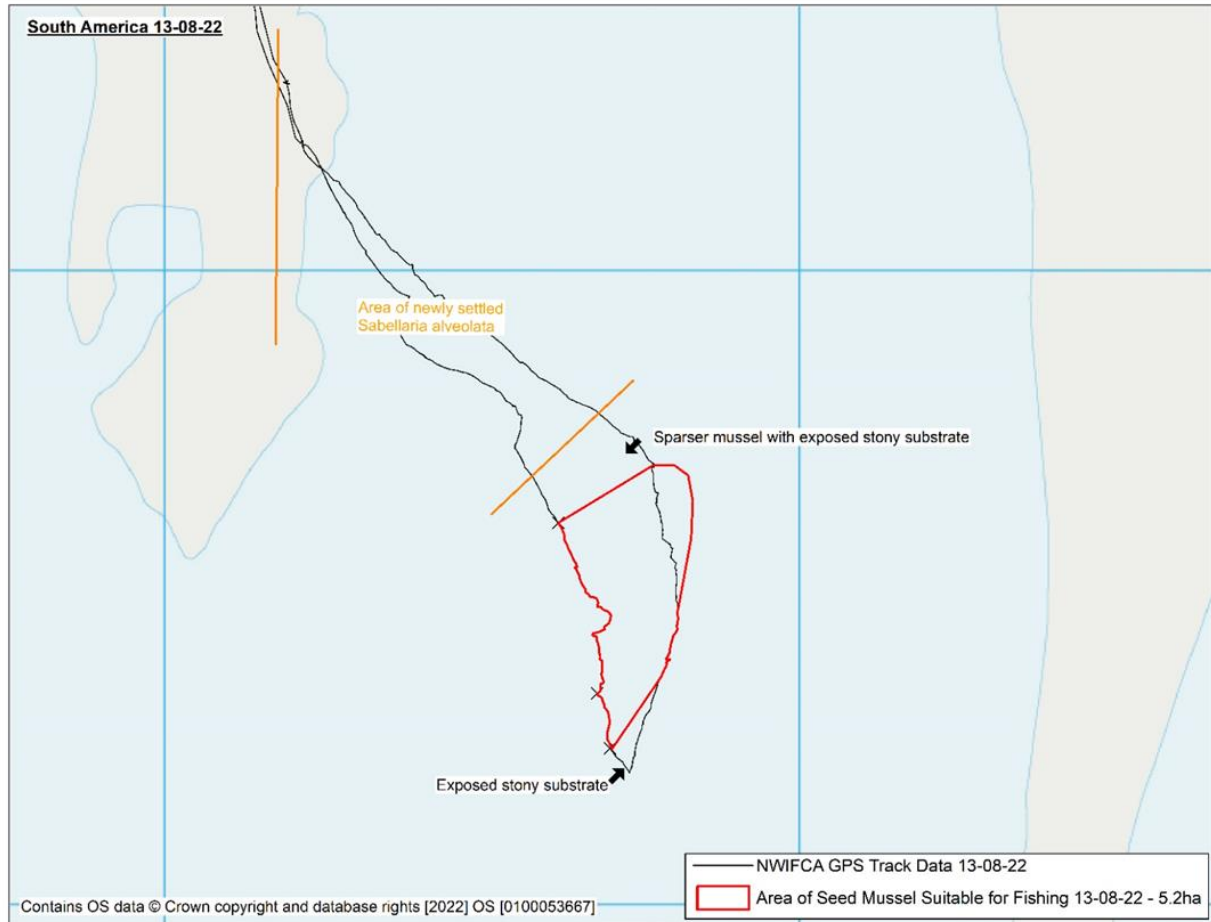 South America 13-08-22
Area of newly settled
Sabellaria alveolata
Sparser mussel with exposed stony substrate
Exposed stony substrate
NWIFCA GPS Track Data 13-08-22
Area of Seed Mussel Suitable for Fishing 13-08-22 - 5.2ha
Contains OS data © Crown copyright and database rights [2022] OS [0100053667]